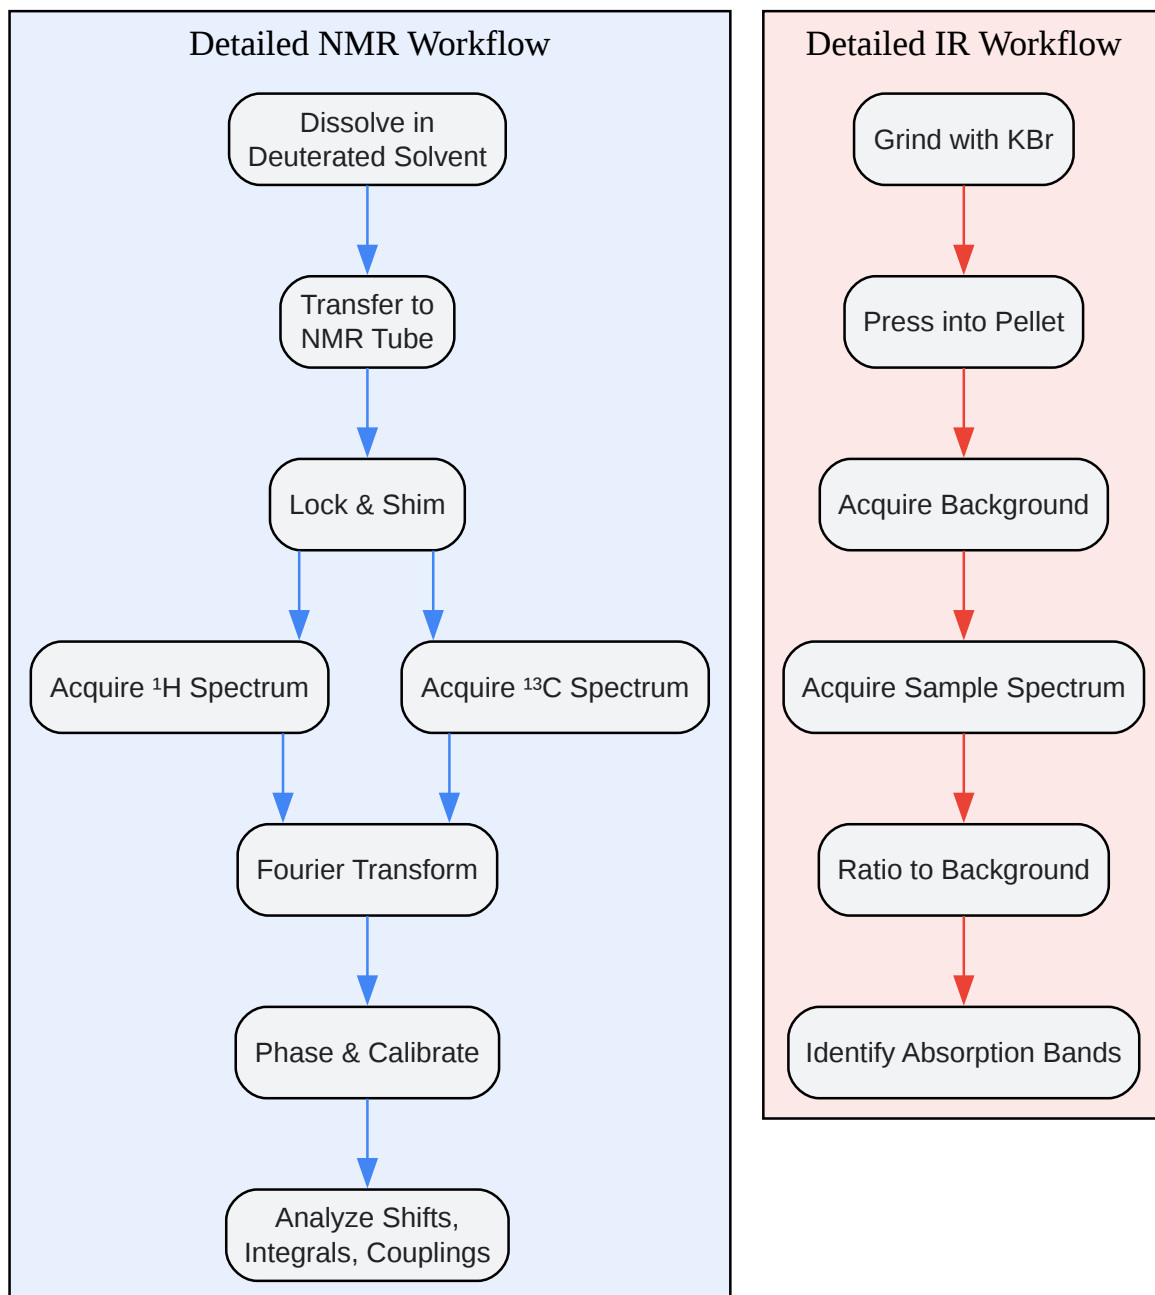 Detailed NMR Workflow
Dissolve in
Deuterated Solvent
Transfer to
NMR Tube
Lock & Shim
Acquire ¹H Spectrum
Acquire ¹³C Spectrum
Fourier Transform
Phase & Calibrate
Analyze Shifts,
Integrals, Couplings
Detailed IR Workflow
Grind with KBr
Press into Pellet
Acquire Background
Acquire Sample Spectrum
Ratio to Background
Identify Absorption Bands